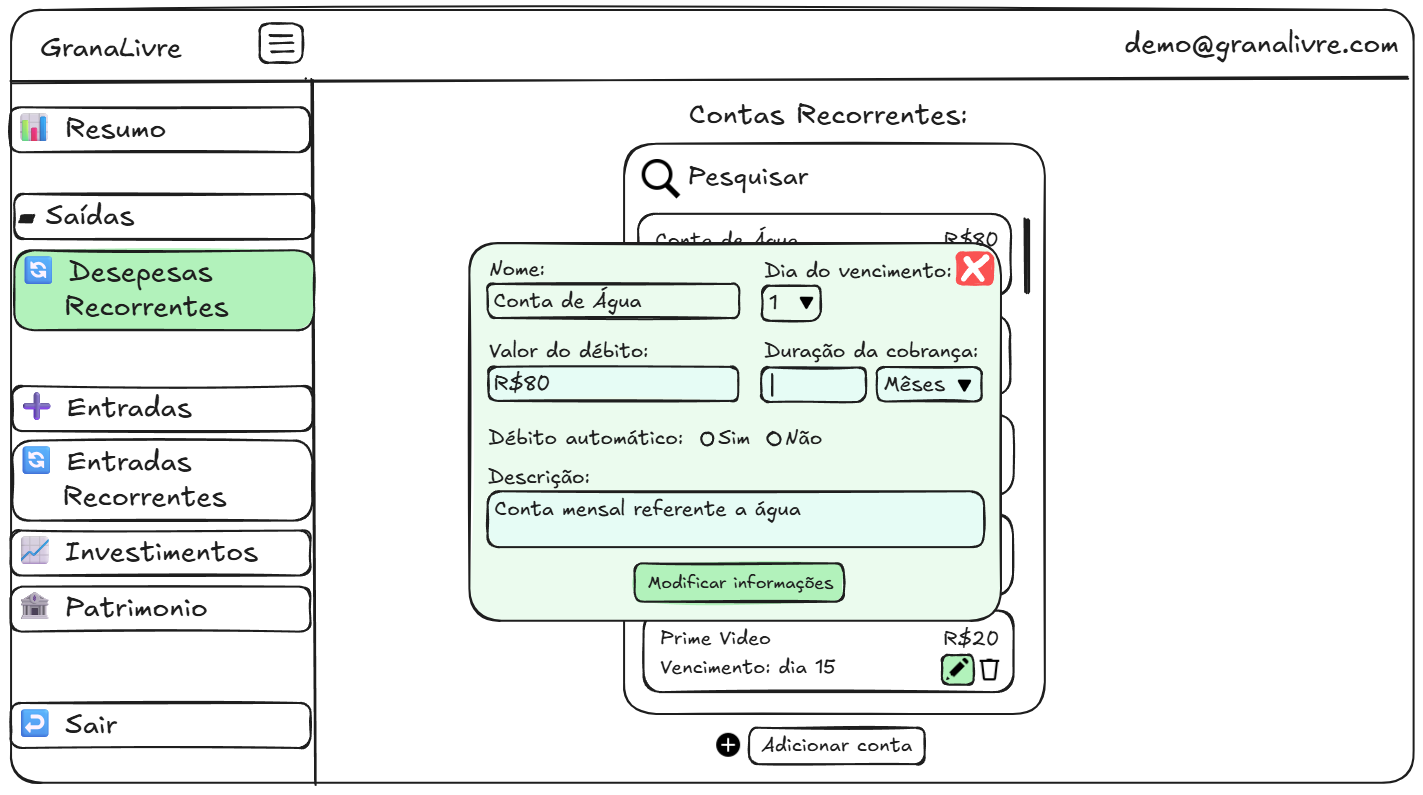 GranaLivre
demo@granalivre.com
Resumo
Saídas
Desepesas
Recorrentes
Entradas
Entradas
Recorrentes
Investimentos
Patrimonio
Sair
Contas Recorrentes:
Pesquisar
Conta de Água R$80
Nome:
Conta de Água
Dia do vencimento:
1
Valor do débito:
R$80
Duração da cobrança:
Mêses
Débito automático: Sim Não
Descrição:
Conta mensal referente a água
Modificar informações
Prime Video R$20
Vencimento: dia 15
Adicionar conta